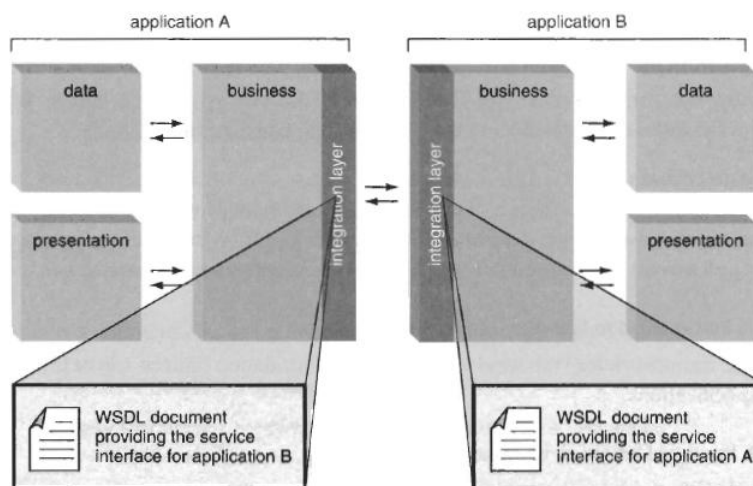 application A
application B
data
business
integration layer
integration layer
business
data
presentation
presentation
WSDL document
providing the service
interface for application B
WSDL document
providing the service
interface for application A